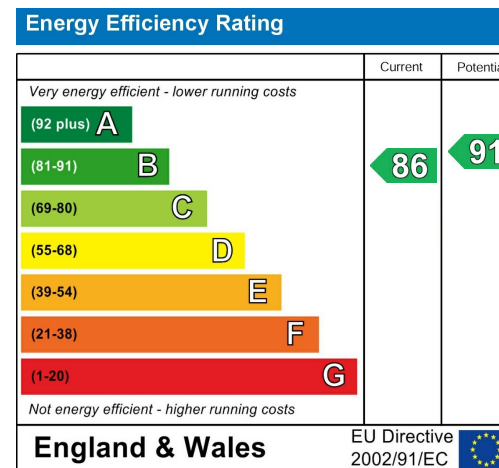 Energy Efficiency Rating
Current Potentia
Very energy efficient - lower running costs
(92 plus) A
(81-91) B
86 91
(69-80) C
(55-68) D
(39-54) E
(21-38) F
(1-20) G
Not energy efficient - higher running costs
England & Wales
EU Directive
2002/91/EC